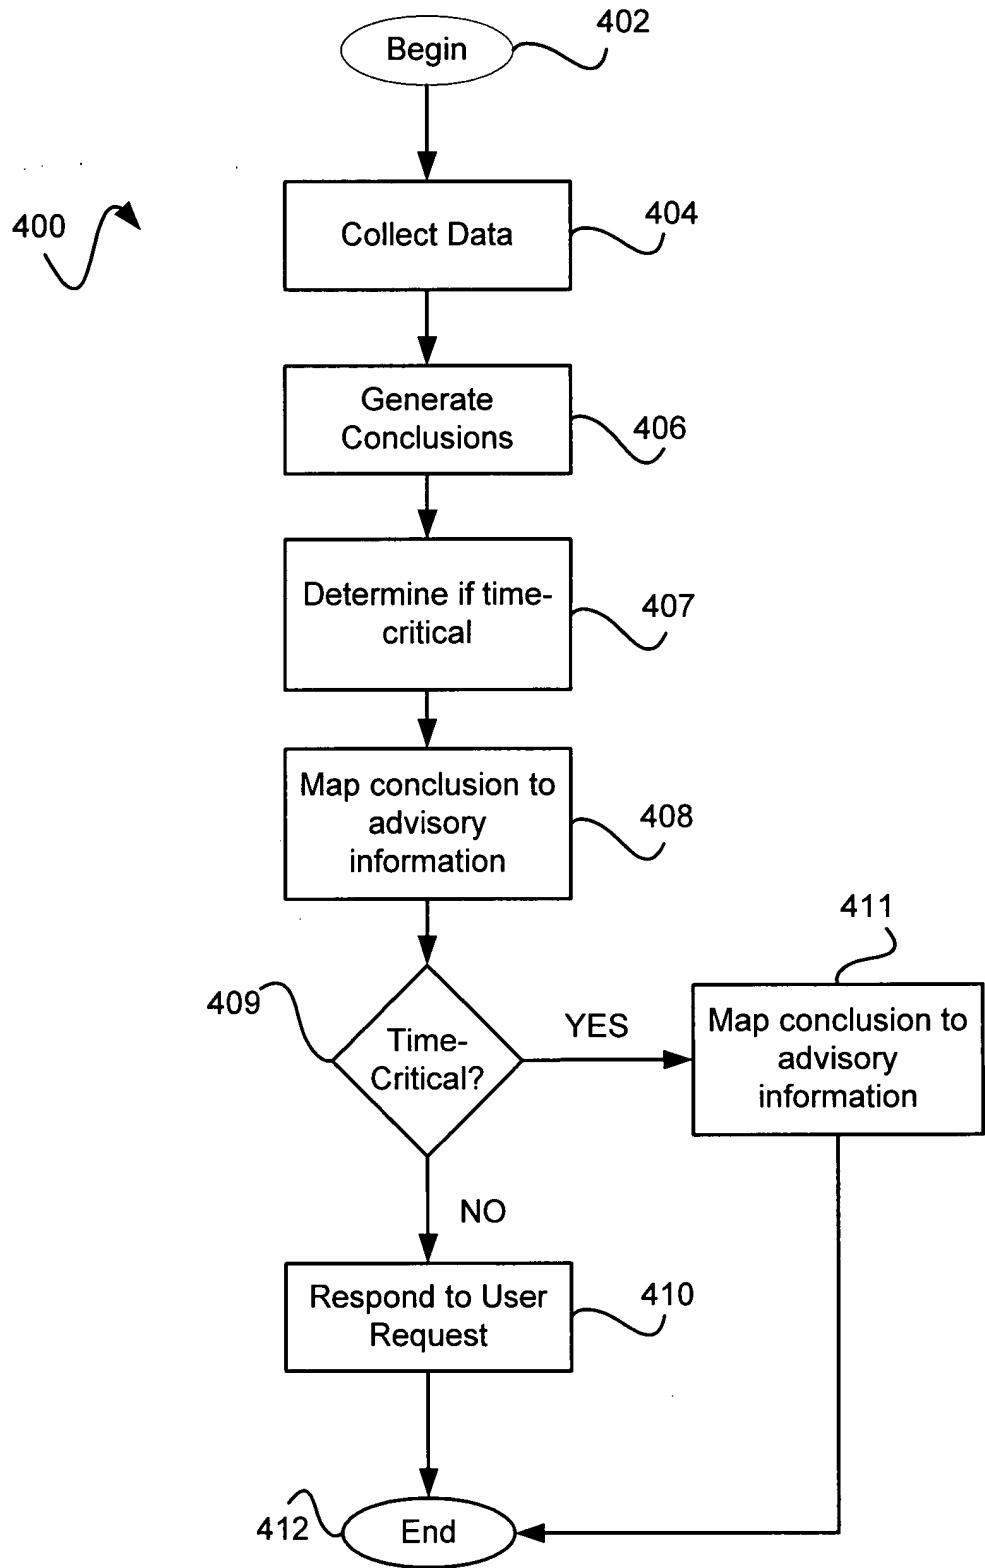 Begin
402
400
Collect Data
404
Generate
Conclusions
406
Determine if time-
critical
407
Map conclusion to
advisory
information
408
409
Time-
Critical?
YES
411
Map conclusion to
advisory
information
NO
Respond to User
Request
410
412
End